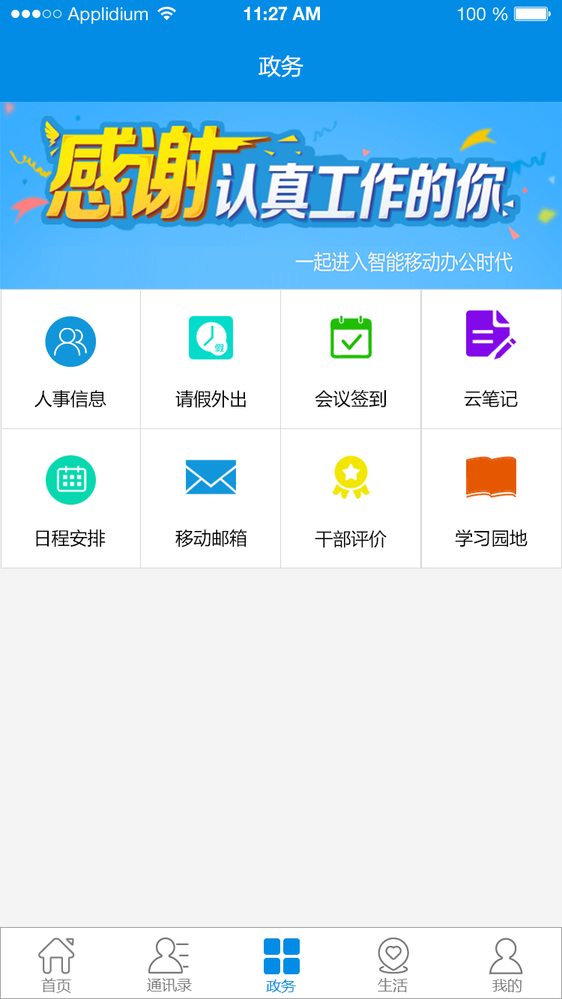 Applidium 11:27 AM 100 %
政务
感谢认真工作的你
一起进入智能移动办公时代
假
人事信息 请假外出 会议签到 云笔记
日程安排 移动邮箱 干部评价 学习园地
首页 通讯录 政务 生活 我的